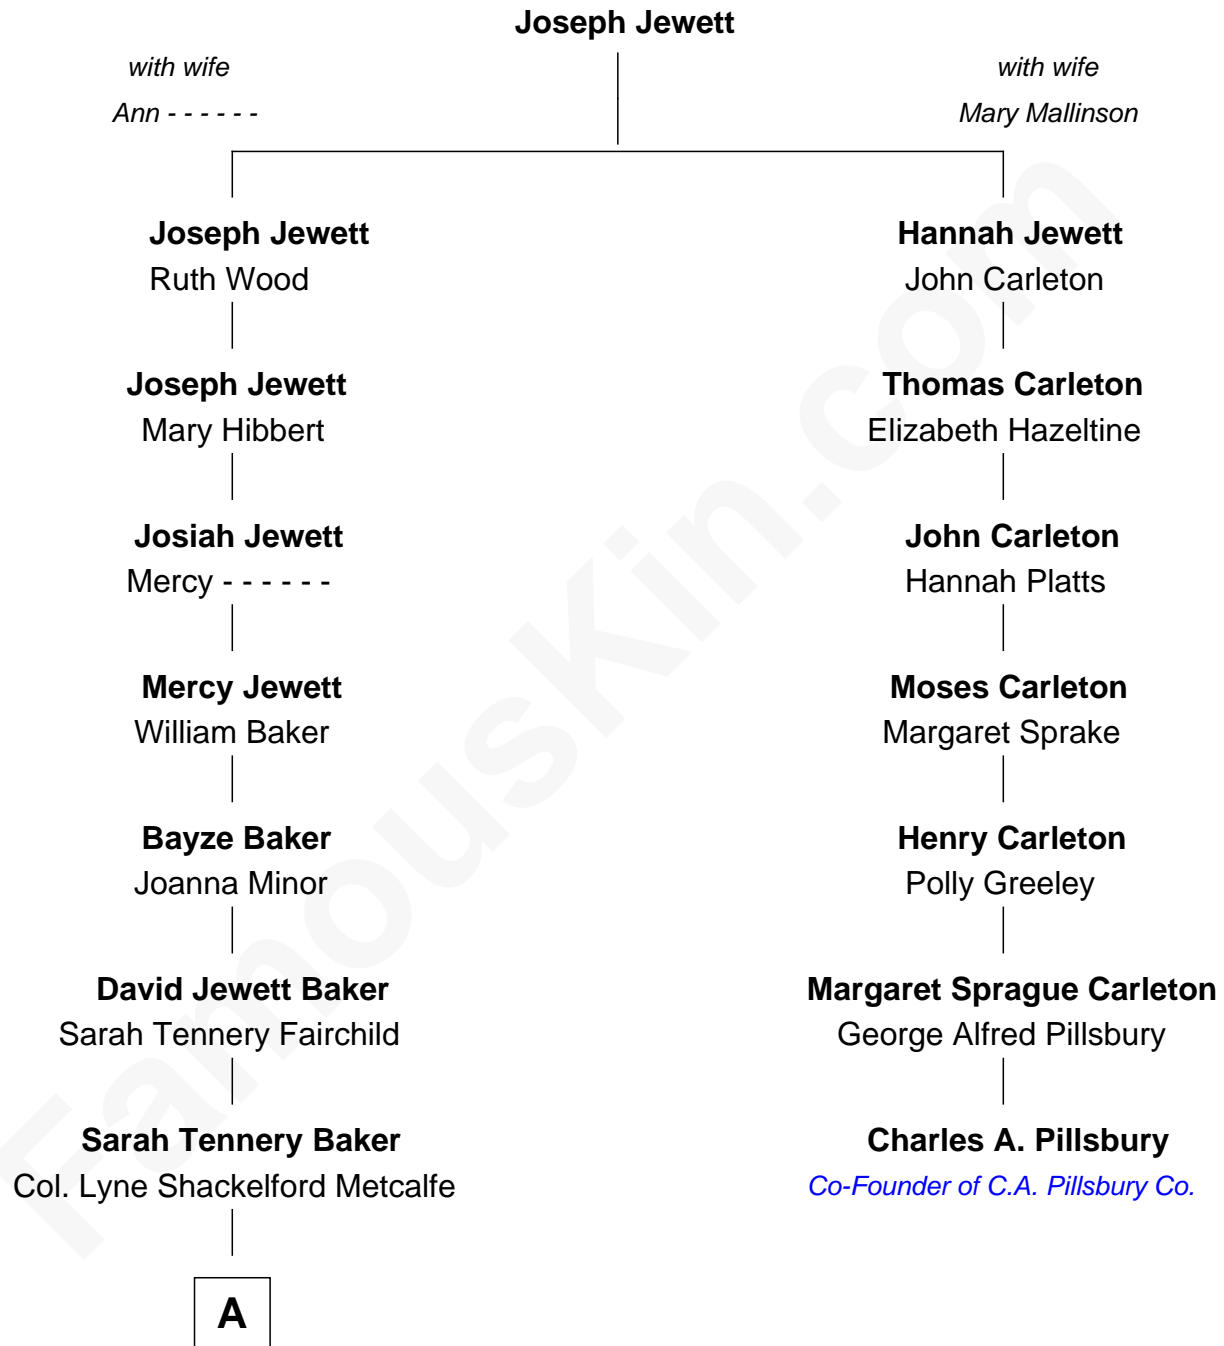 Joseph Jewett
with wife
Ann - - - - - -
with wife
Mary Mallinson
Joseph Jewett
Ruth Wood
Hannah Jewett
John Carleton
Joseph Jewett
Mary Hibbert
Thomas Carleton
Elizabeth Hazeltine
Josiah Jewett
Mercy - - - - - -
John Carleton
Hannah Platts
Mercy Jewett
William Baker
Moses Carleton
Margaret Sprake
Bayze Baker
Joanna Minor
Henry Carleton
Polly Greeley
David Jewett Baker
Sarah Tennery Fairchild
Margaret Sprague Carleton
George Alfred Pillsbury
Sarah Tennery Baker
Col. Lyne Shackelford Metcalfe
Charles A. Pillsbury
Co-Founder of C.A. Pillsbury Co.
A
FamousKin.com